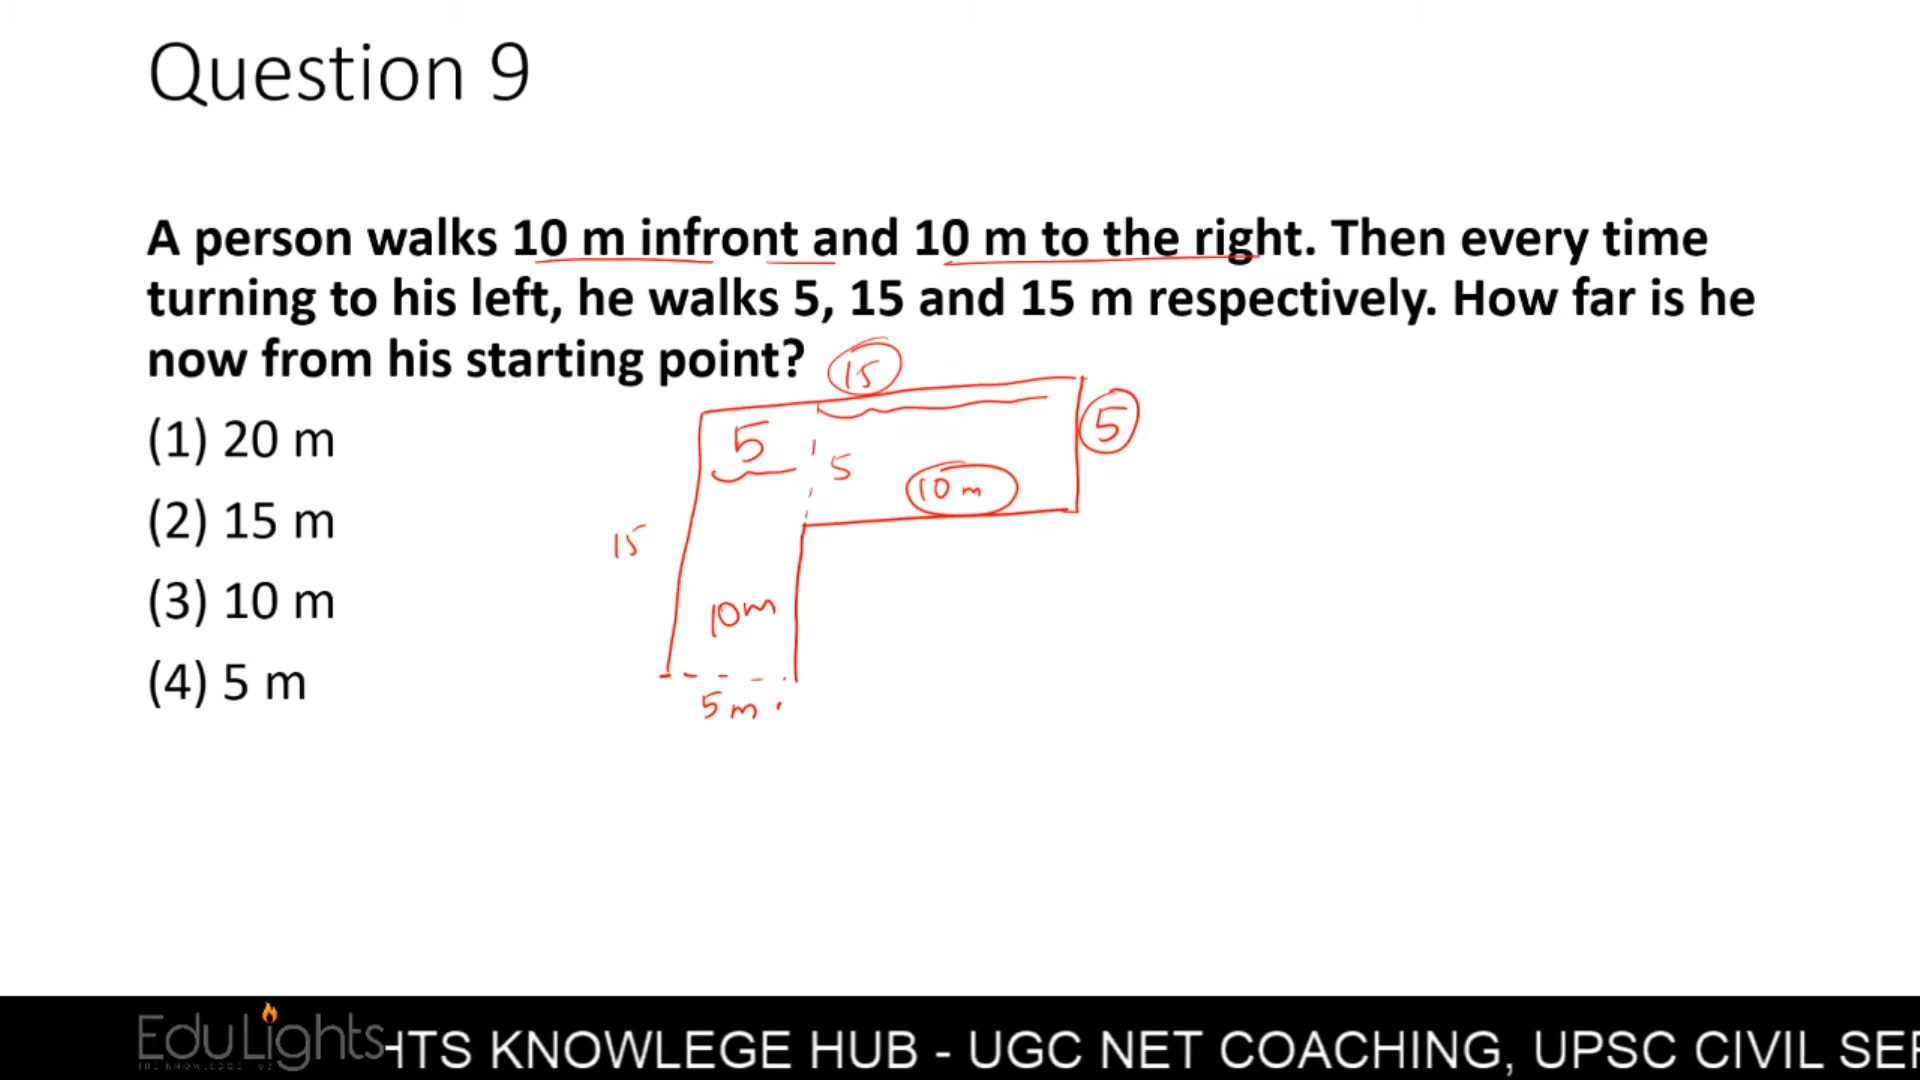 Question 9
A person walks 10 m infront and 10 m to the right. Then every time
turning to his left, he walks 5, 15 and 15 m respectively. How far is he
now from his starting point?
15
(1) 20 m
5
5
5
(2) 15 m
10 m
15
(3) 10 m
10m
(4) 5 m
5 m
EduLights
HTS KNOWLEGE HUB - UGC NET COACHING, UPSC CIVIL SER